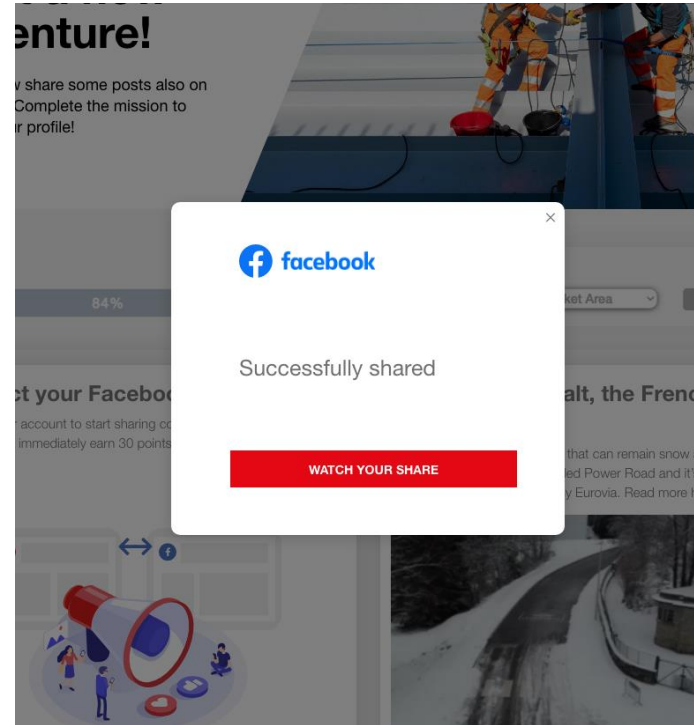 enture!
w share some posts also on
Complete the mission to
r profile!
facebook
84%
ket Area
Successfully shared
ct your Faceboo
account to start sharing co
immediately earn 30 points
alt, the Frenc
that can remain snow
led Power Road and it'
y Eurovia. Read more h
WATCH YOUR SHARE